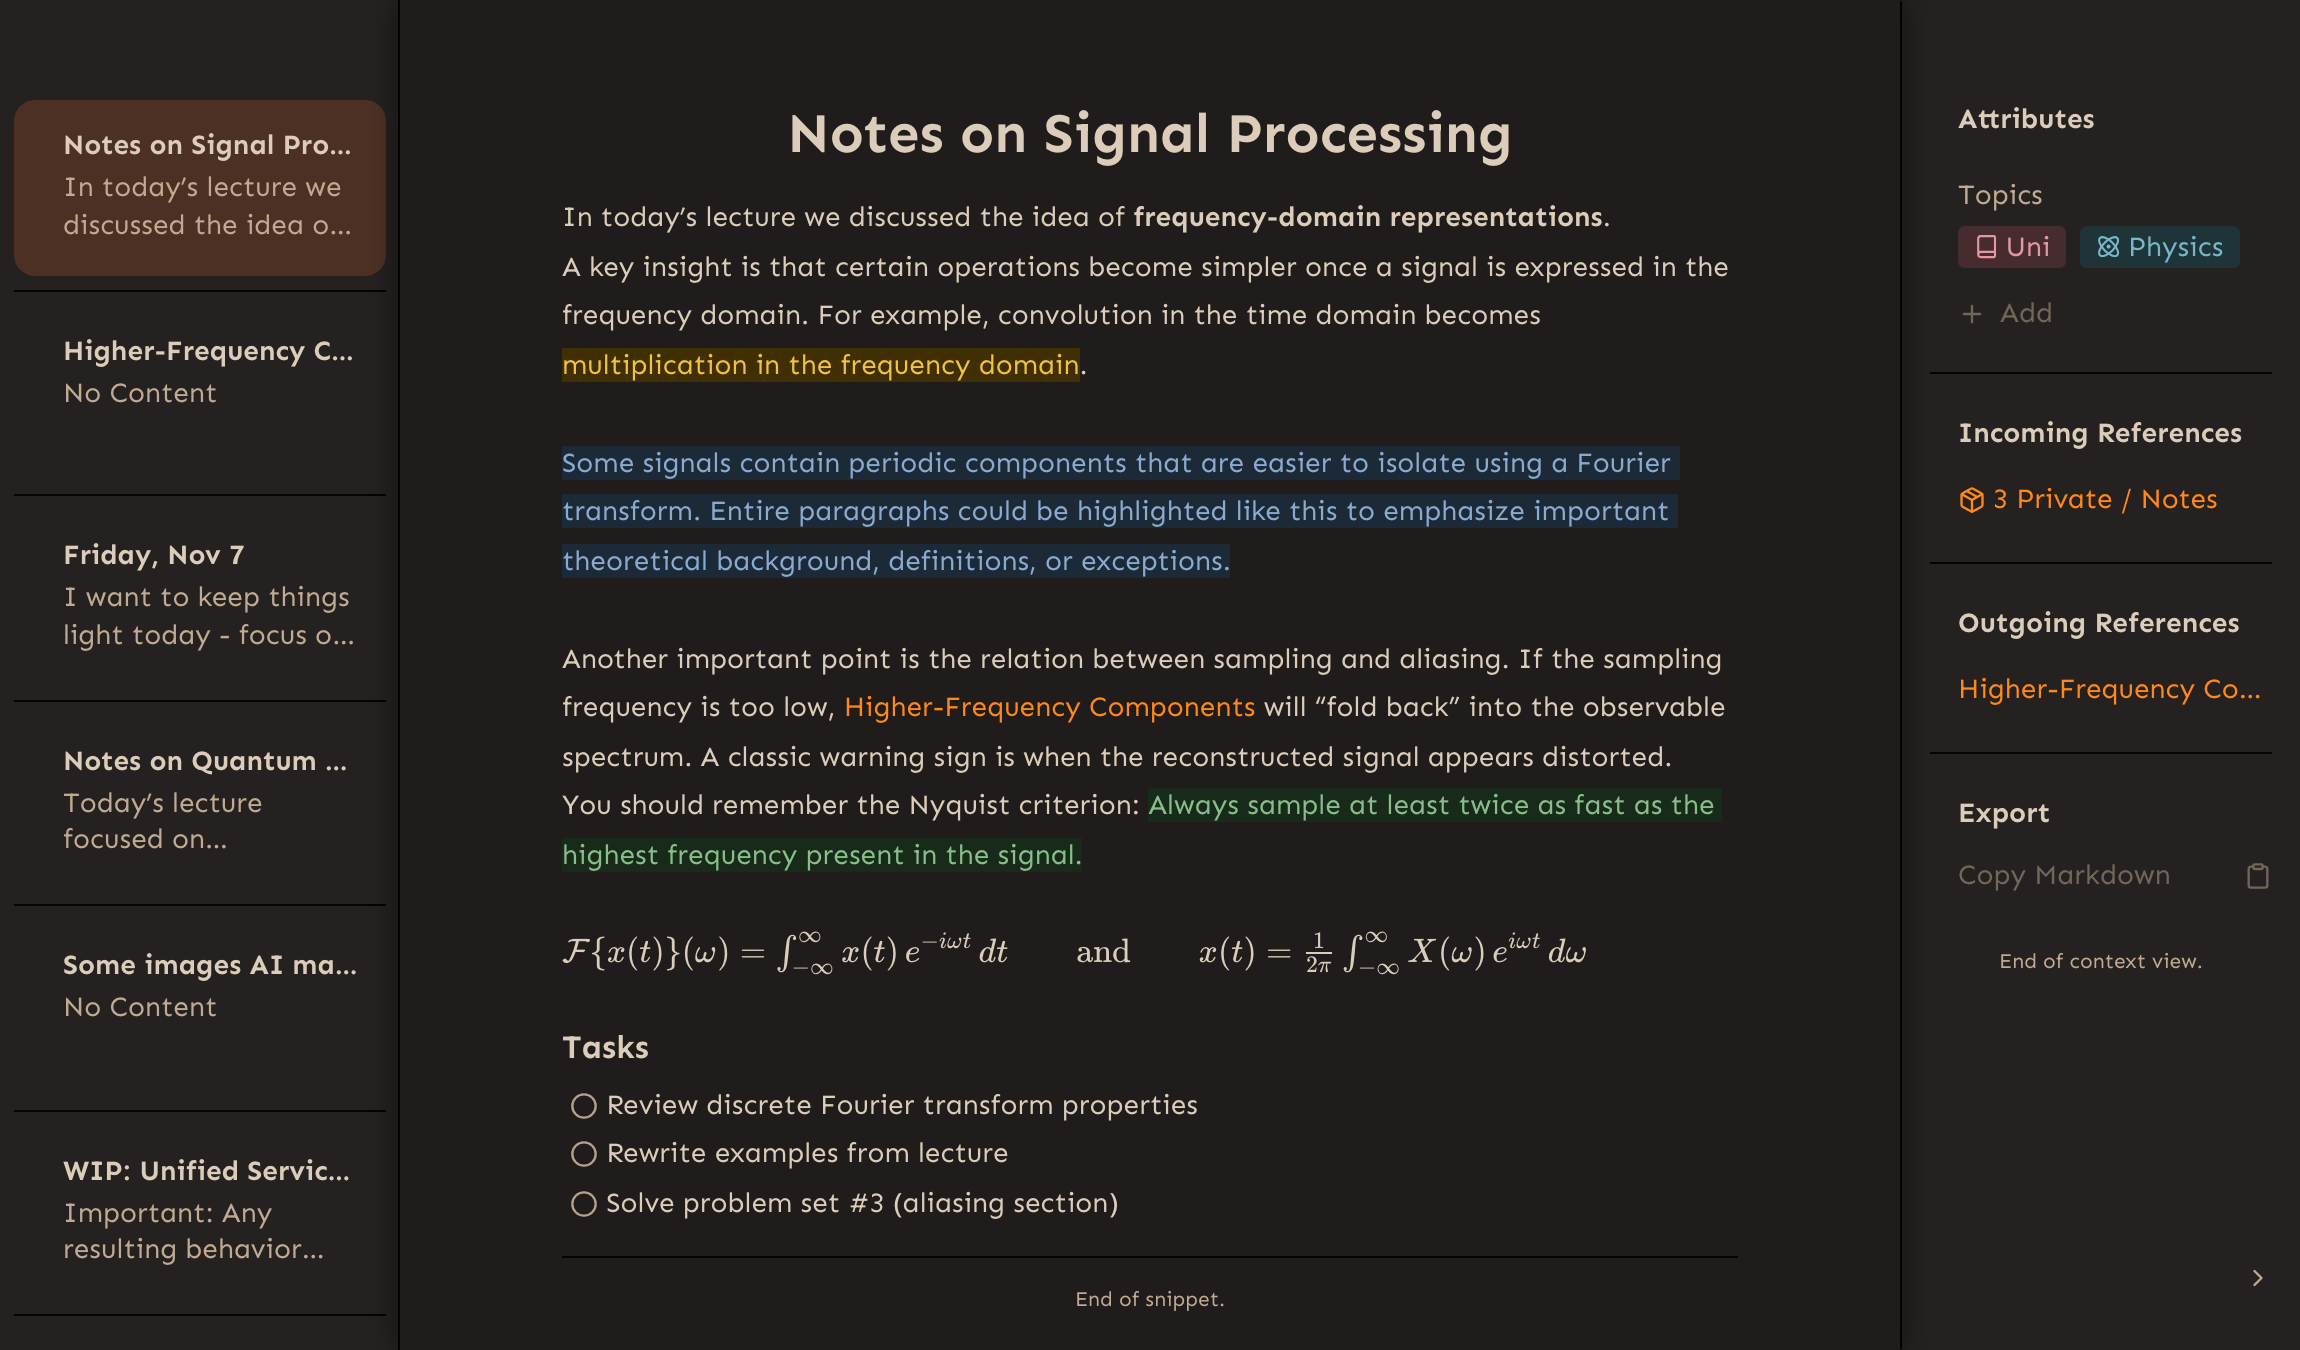 Notes on Signal Pro...
In today's lecture we
discussed the idea o...
Higher-Frequency C...
No Content
Friday, Nov 7
I want to keep things
light today - focus o...
Notes on Quantum ...
Today's lecture
focused on...
Some images AI ma...
No Content
WIP: Unified Servic...
Important: Any
resulting behavior...
Notes on Signal Processing
In today's lecture we discussed the idea of frequency-domain representations.
A key insight is that certain operations become simpler once a signal is expressed in the
frequency domain. For example, convolution in the time domain becomes
multiplication in the frequency domain.
Some signals contain periodic components that are easier to isolate using a Fourier
transform. Entire paragraphs could be highlighted like this to emphasize important
theoretical background, definitions, or exceptions.
Another important point is the relation between sampling and aliasing. If the sampling
frequency is too low, Higher-Frequency Components will “fold back” into the observable
spectrum. A classic warning sign is when the reconstructed signal appears distorted.
You should remember the Nyquist criterion: Always sample at least twice as fast as the
highest frequency present in the signal.
ℱ{x(t)}(ω) = ∫_{-∞}^{∞} x(t) e^{-iωt} dt and x(t) = \frac{1}{2π} ∫_{-∞}^{∞} X(ω) e^{iωt} dω
Tasks
Review discrete Fourier transform properties
Rewrite examples from lecture
Solve problem set #3 (aliasing section)
End of snippet.
Attributes
Topics
Uni Physics
+ Add
Incoming References
3 Private / Notes
Outgoing References
Higher-Frequency Co...
Export
Copy Markdown
End of context view.